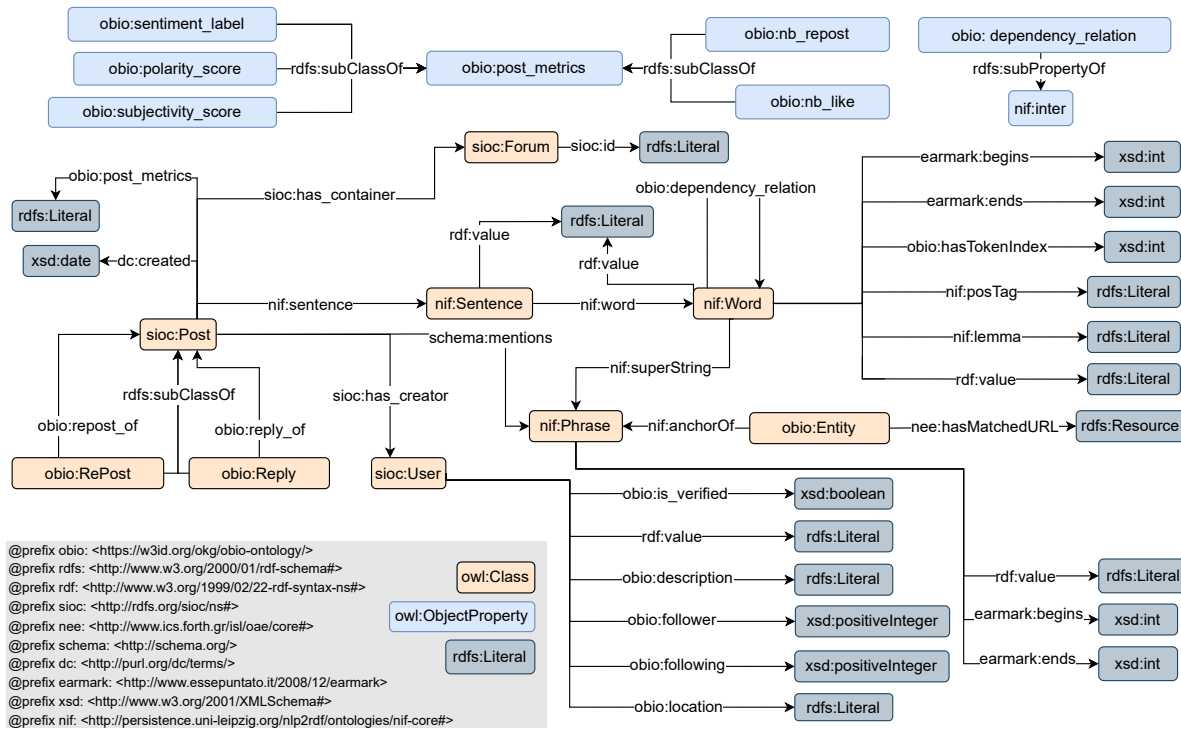 obio:sentiment_label
obio:polarity_score
obio:subjectivity_score
rdfs:subClassOf
obio:post_metrics
rdfs:subClassOf
obio:nb_repost
obio:nb_like
obio: dependency_relation
rdfs:subPropertyOf
nif:inter
obio:post_metrics
rdfs:Literal
xsd:date
dc:created
sioc:has_container
sioc:Forum
sioc:id
rdfs:Literal
obio:dependency_relation
rdfs:Literal
rdf:value
rdf:value
nif:sentence
nif:Sentence
nif:word
nif:Word
earmark:begins
xsd:int
earmark:ends
xsd:int
obio:hasTokenIndex
xsd:int
nif:posTag
rdfs:Literal
nif:lemma
rdfs:Literal
rdf:value
rdfs:Literal
sioc:Post
schema:mentions
nif:superString
rdfs:subClassOf
sioc:has_creator
obio:repost_of
obio:reply_of
nif:Phrase
nif:anchorOf
obio:Entity
nee:hasMatchedURL
rdfs:Resource
obio:RePost
obio:Reply
sioc:User
obio:is_verified
xsd:boolean
rdf:value
rdfs:Literal
obio:description
rdfs:Literal
obio:follower
xsd:positiveInteger
obio:following
xsd:positiveInteger
obio:location
rdfs:Literal
rdf:value
rdfs:Literal
earmark:begins
xsd:int
earmark:ends
xsd:int
@prefix obio: <https://w3id.org/okg/obio-ontology/>
@prefix rdfs: <http://www.w3.org/2000/01/rdf-schema#>
@prefix rdf: <http://www.w3.org/1999/02/22-rdf-syntax-ns#>
@prefix sioc: <http://rdfs.org/sioc/ns#>
@prefix nee: <http://www.ics.forth.gr/isl/oae/core#>
@prefix schema: <http://schema.org/>
@prefix dc: <http://purl.org/dc/terms/>
@prefix earmark: <http://www.essepuntato.it/2008/12/earmark>
@prefix xsd: <http://www.w3.org/2001/XMLSchema#>
@prefix nif: <http://persistence.uni-leipzig.org/nlp2rdf/ontologies/nif-core#>
owl:Class
owl:ObjectProperty
rdfs:Literal